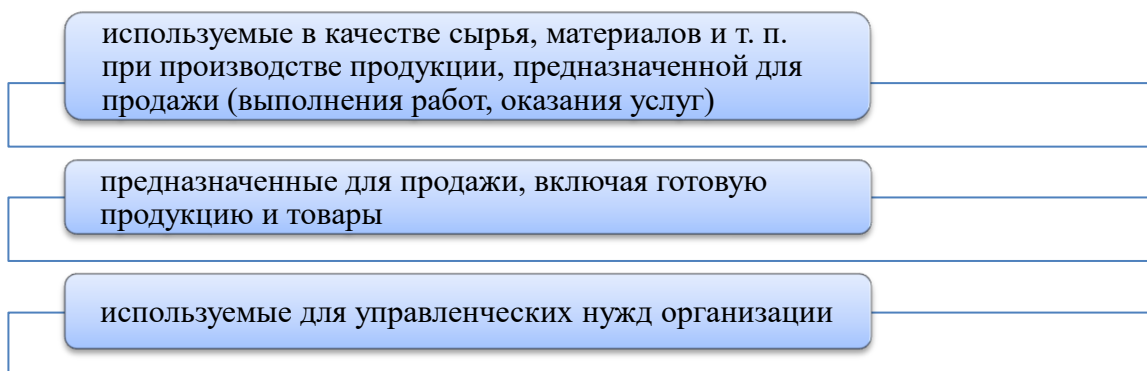 используемые в качестве сырья, материалов и т. п.
при производстве продукции, предназначенной для
продажи (выполнения работ, оказания услуг)
предназначенные для продажи, включая готовую
продукцию и товары
используемые для управленческих нужд организации